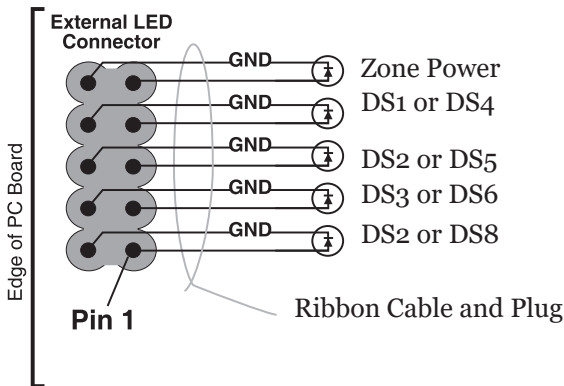 External LED
Connector
GND
Zone Power
GND
DS1 or DS4
GND
DS2 or DS5
GND
DS3 or DS6
GND
DS2 or DS8
Edge of PC Board
Pin 1
Ribbon Cable and Plug